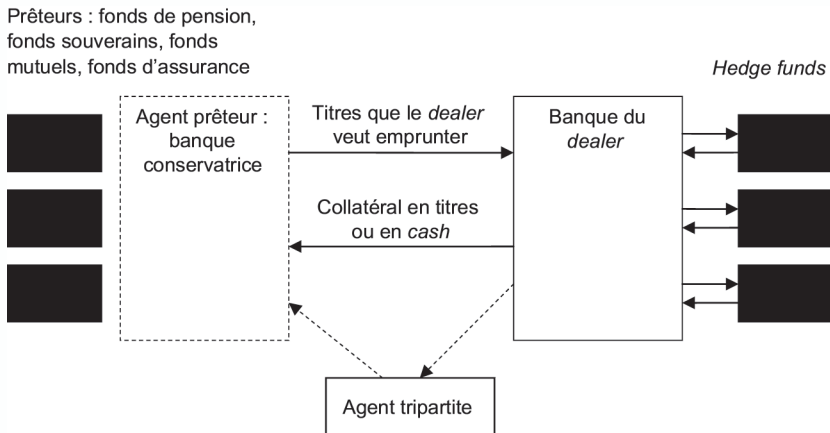 Prêteurs : fonds de pension,
fonds souverains, fonds
mutuels, fonds d'assurance
Hedge funds
Agent prêteur :
banque
conservatrice
Titres que le dealer
veut emprunter
Collatéral en titres
ou en cash
Banque du
dealer
Agent tripartite